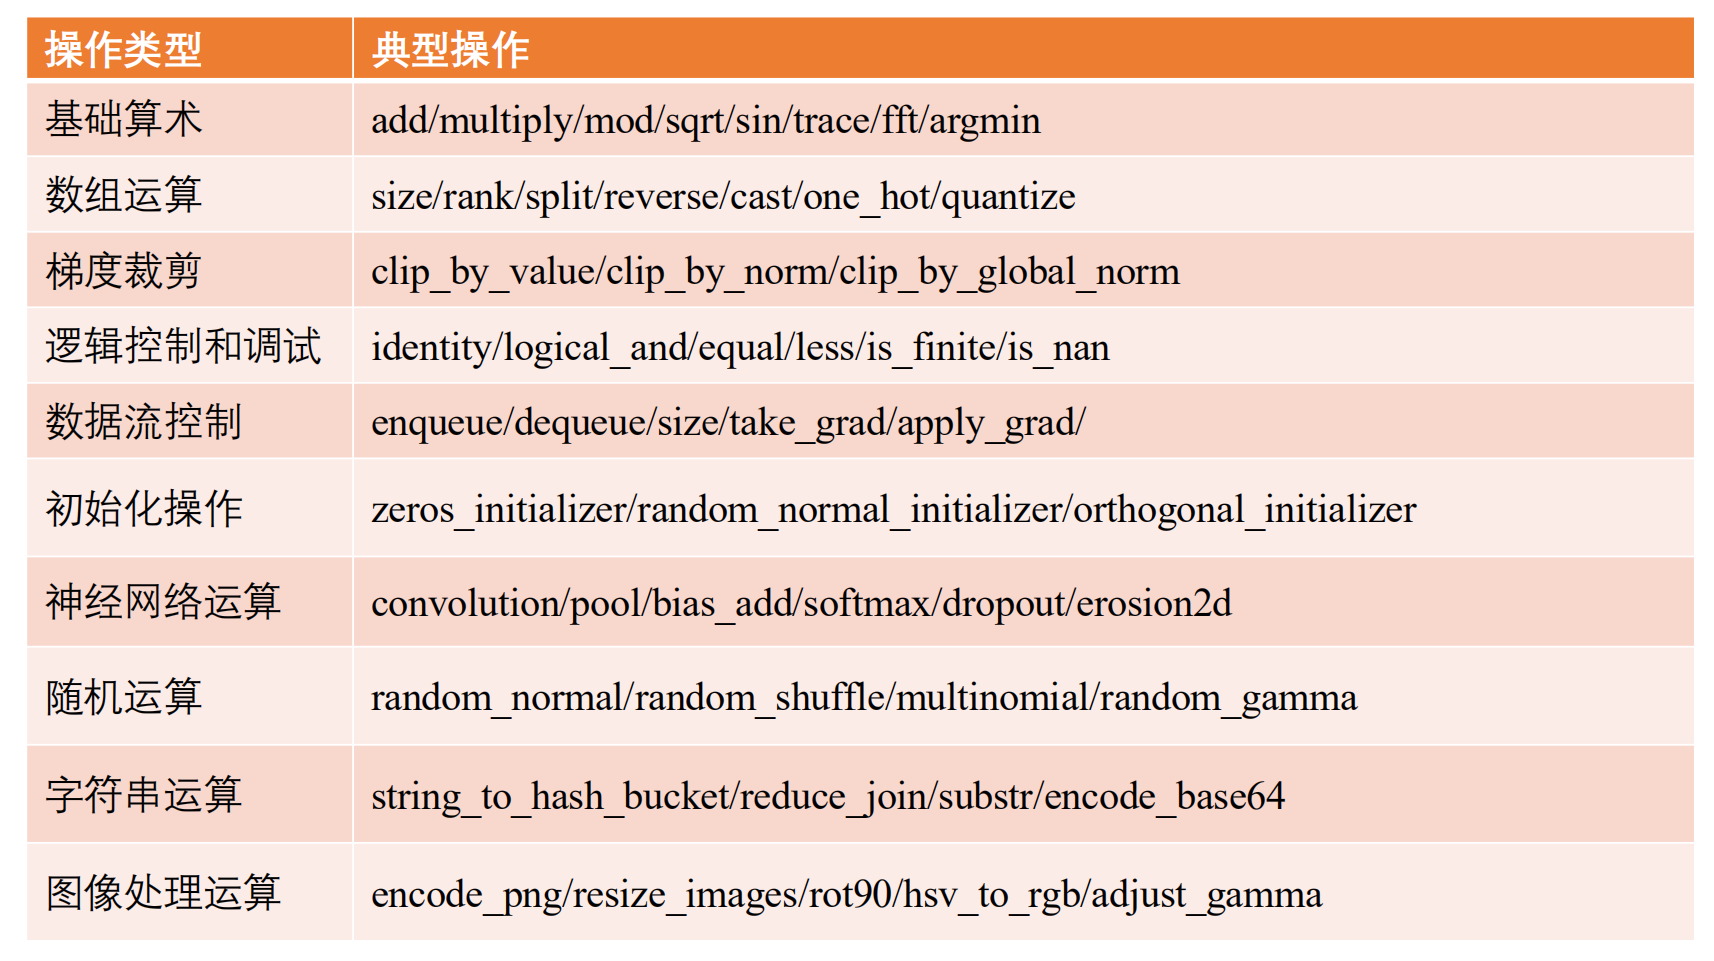 操作类型 典型操作
基础算术 add/multiply/mod/sqrt/sin/trace/fft/argmin
数组运算 size/rank/split/reverse/cast/one_hot/quantize
梯度裁剪 clip_by_value/clip_by_norm/clip_by_global_norm
逻辑控制和调试 identity/logical_and/equal/less/is_finite/is_nan
数据流控制 enqueue/dequeue/size/take_grad/apply_grad/
初始化操作 zeros_initializer/random_normal_initializer/orthogonal_initializer
神经网络运算 convolution/pool/bias_add/softmax/dropout/erosion2d
随机运算 random_normal/random_shuffle/multinomial/random_gamma
字符串运算 string_to_hash_bucket/reduce_join/substr/encode_base64
图像处理运算 encode_png/resize_images/rot90/hsv_to_rgb/adjust_gamma